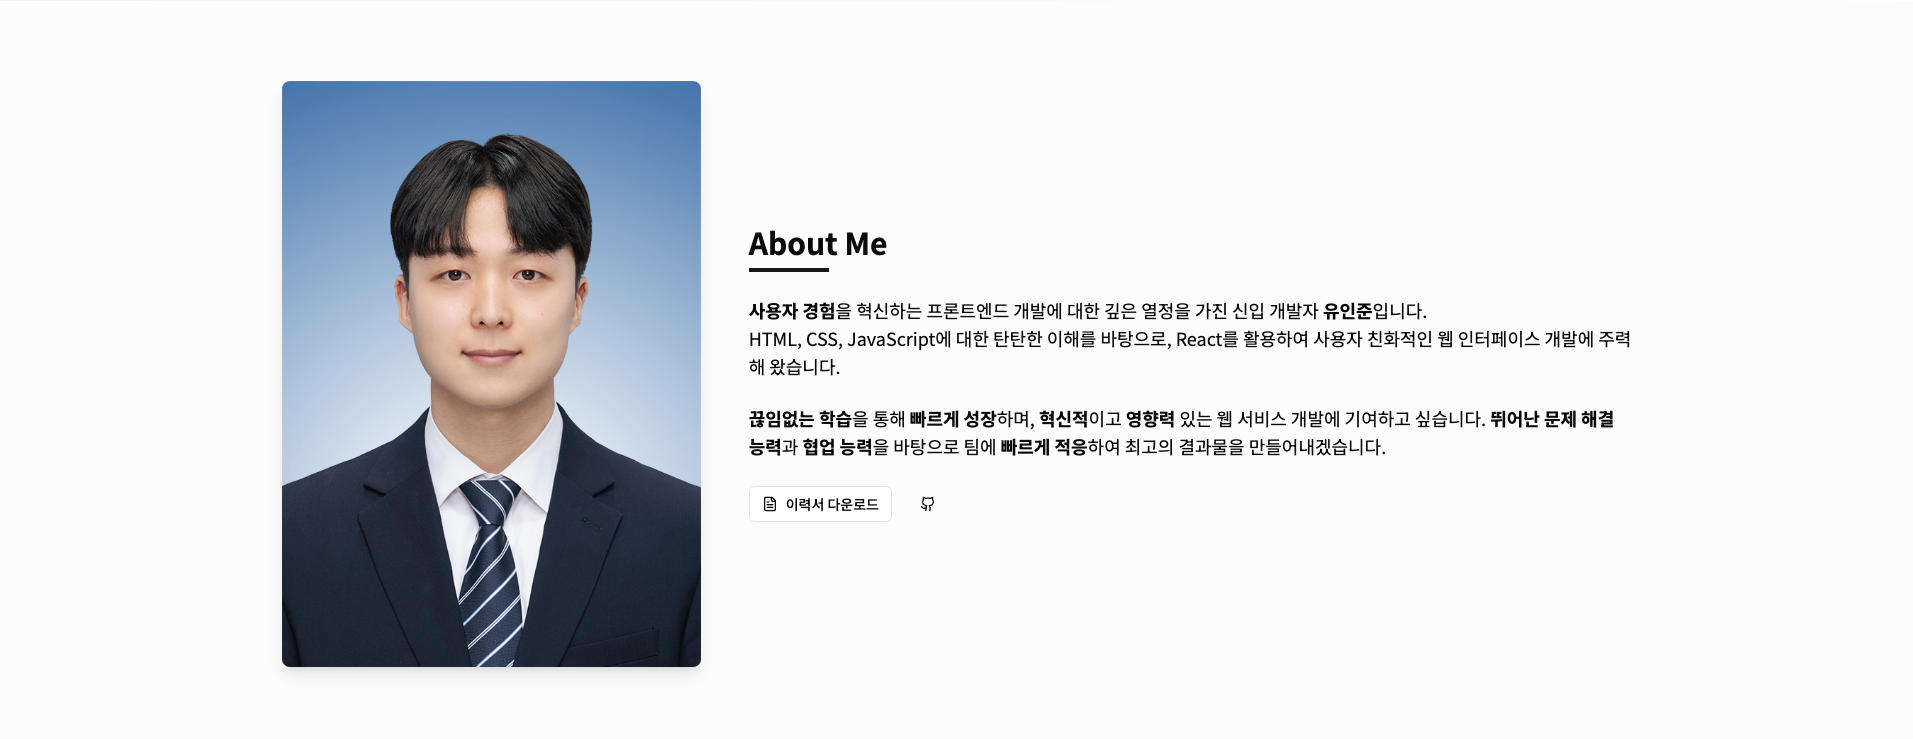 About Me
사용자 경험을 혁신하는 프론트엔드 개발에 대한 깊은 열정을 가진 신입 개발자 유인준입니다.
HTML, CSS, JavaScript에 대한 탄탄한 이해를 바탕으로, React를 활용하여 사용자 친화적인 웹 인터페이스 개발에 주력
해 왔습니다.
끊임없는 학습을 통해 빠르게 성장하며, 혁신적이고 영향력 있는 웹 서비스 개발에 기여하고 싶습니다. 뛰어난 문제 해결
능력과 협업 능력을 바탕으로 팀에 빠르게 적응하여 최고의 결과물을 만들어내겠습니다.
이력서 다운로드